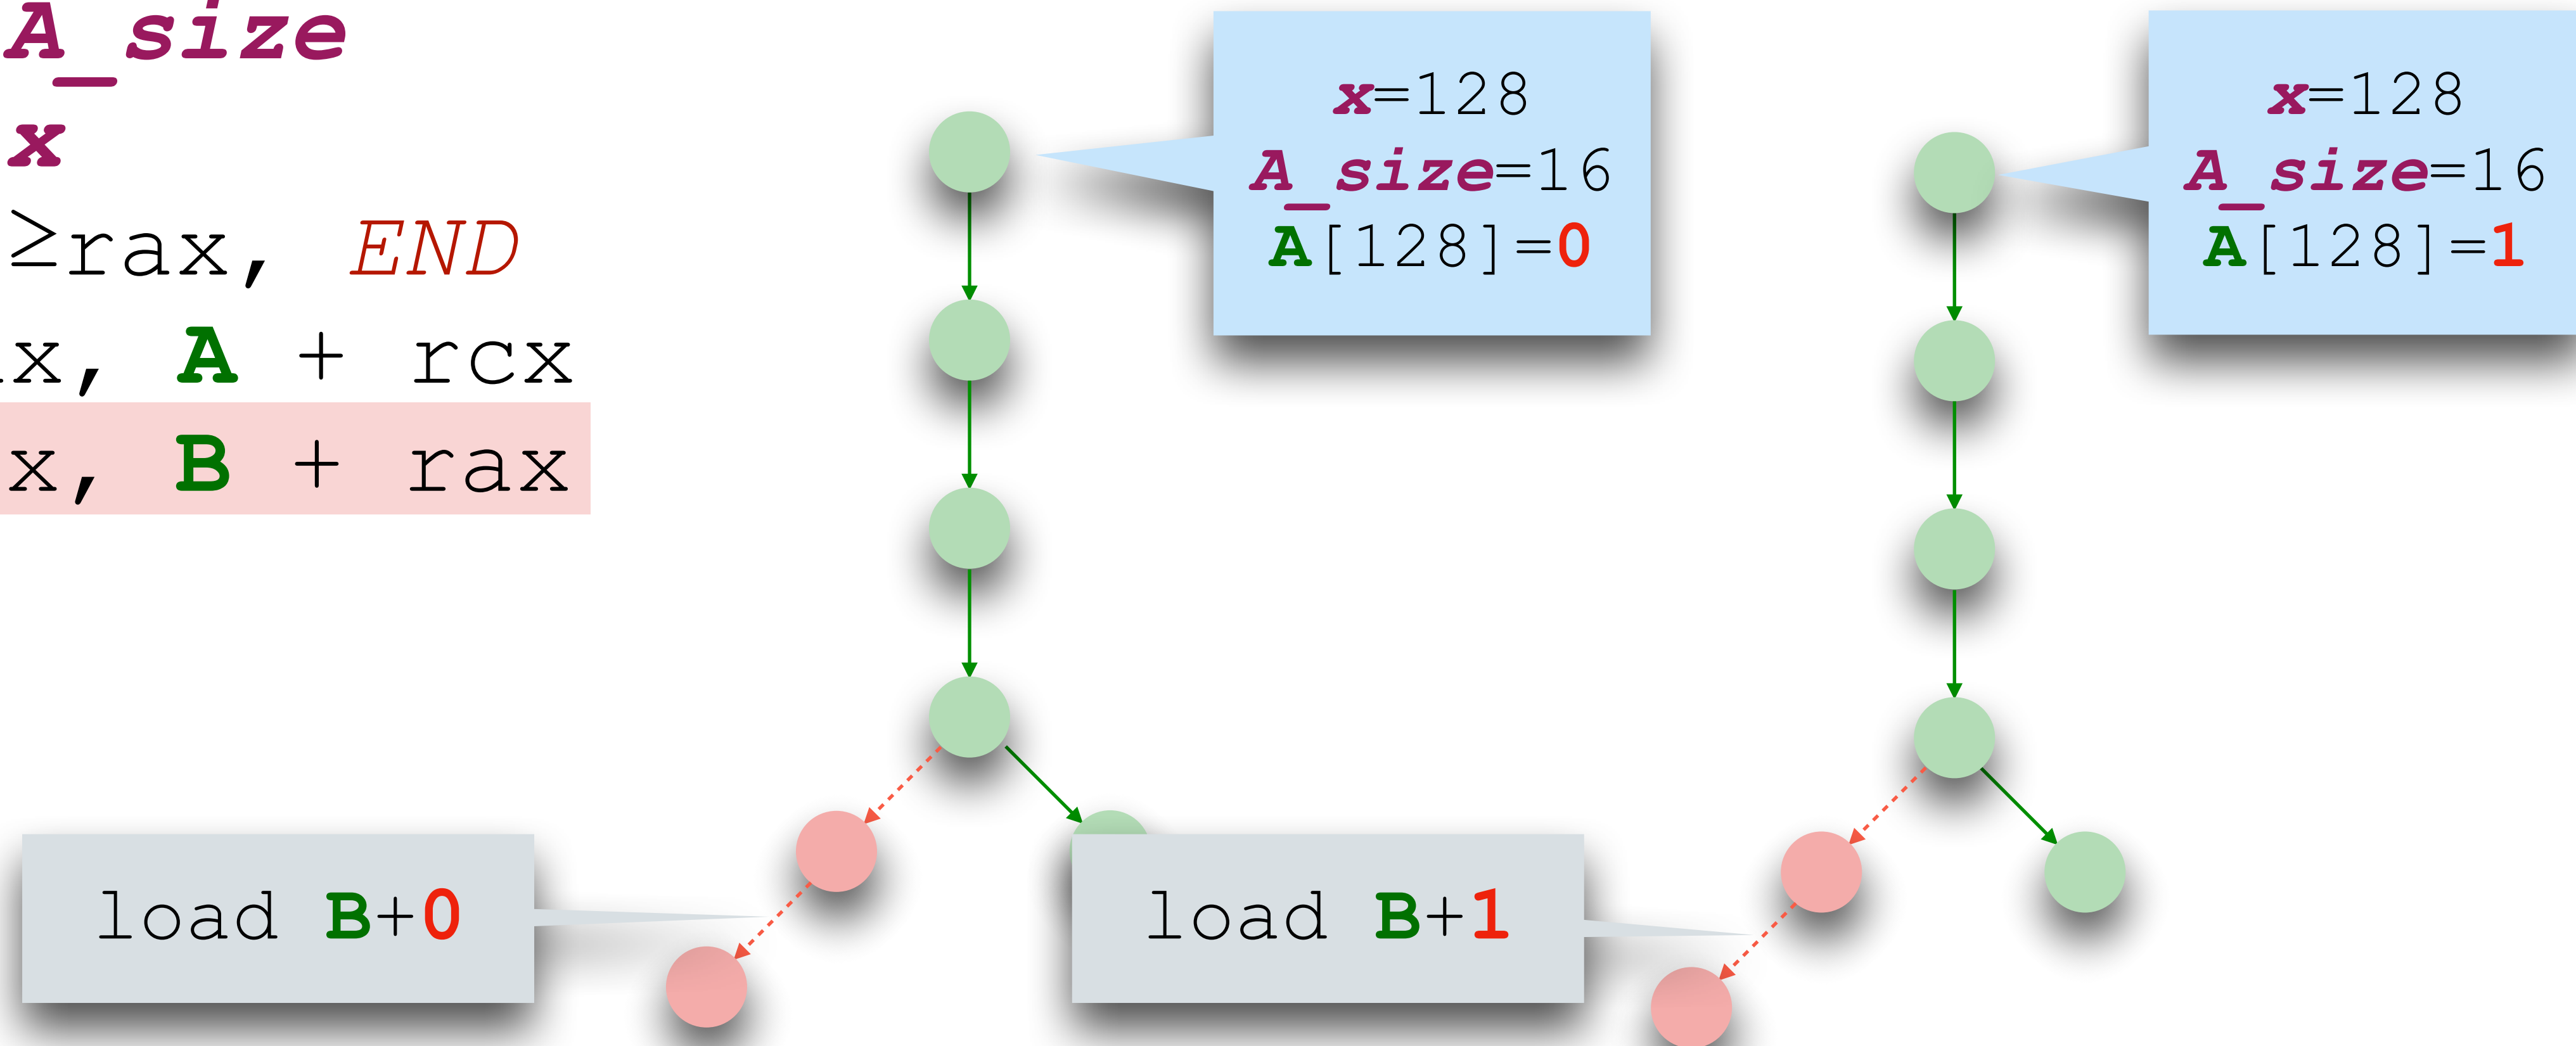 A_size
x
≥rax, END
x, A + rcx
x, B + rax
x=128
A_size=16
A[128]=0
x=128
A_size=16
A[128]=1
load B+0
load B+1